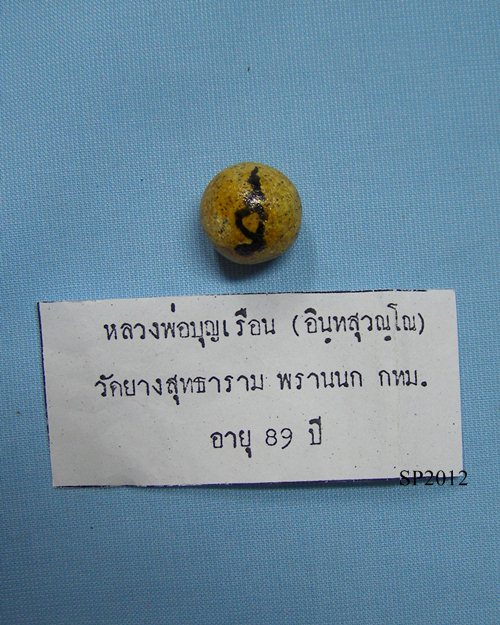 หลวงพ่อบุญเรือน (อินฺทสุวณฺโณ)
วัดยางสุทธาราม พรานนก กทม.
อายุ 89 ปี
SP2012